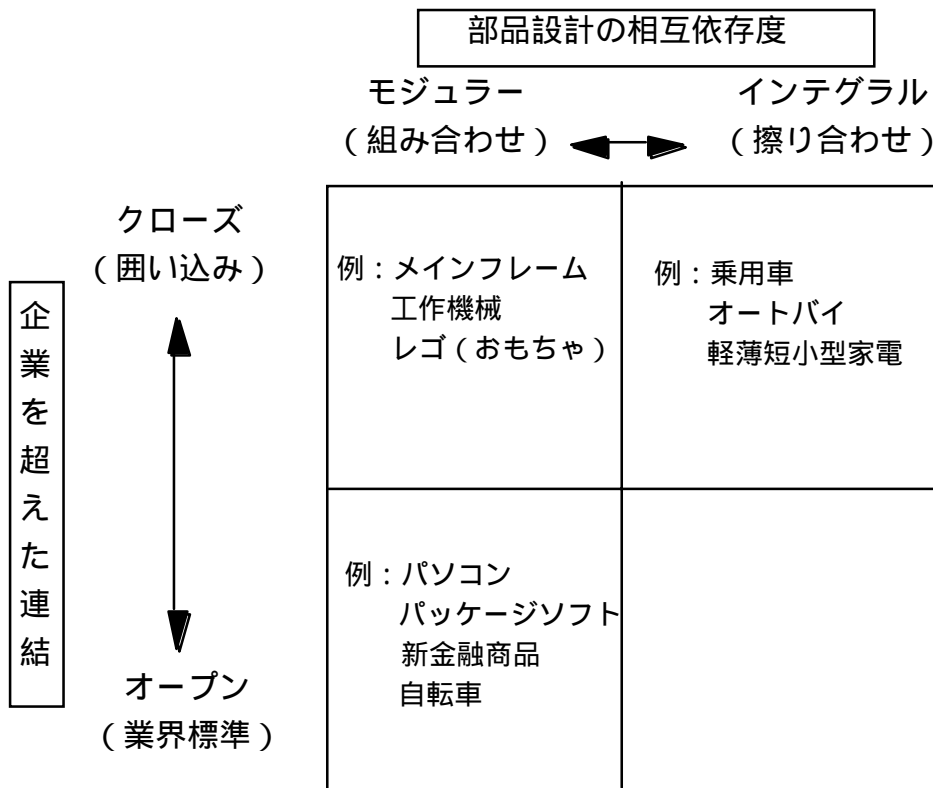 部品設計の相互依存度
モジュラー
（組み合わせ）
インテグラル
（擦り合わせ）
クローズ
（囲い込み）
企業を超えた連結
オープン
（業界標準）
例：メインフレーム
工作機械
レゴ（おもちゃ）
例：乗用車
オートバイ
軽薄短小型家電
例：パソコン
パッケージソフト
新金融商品
自転車